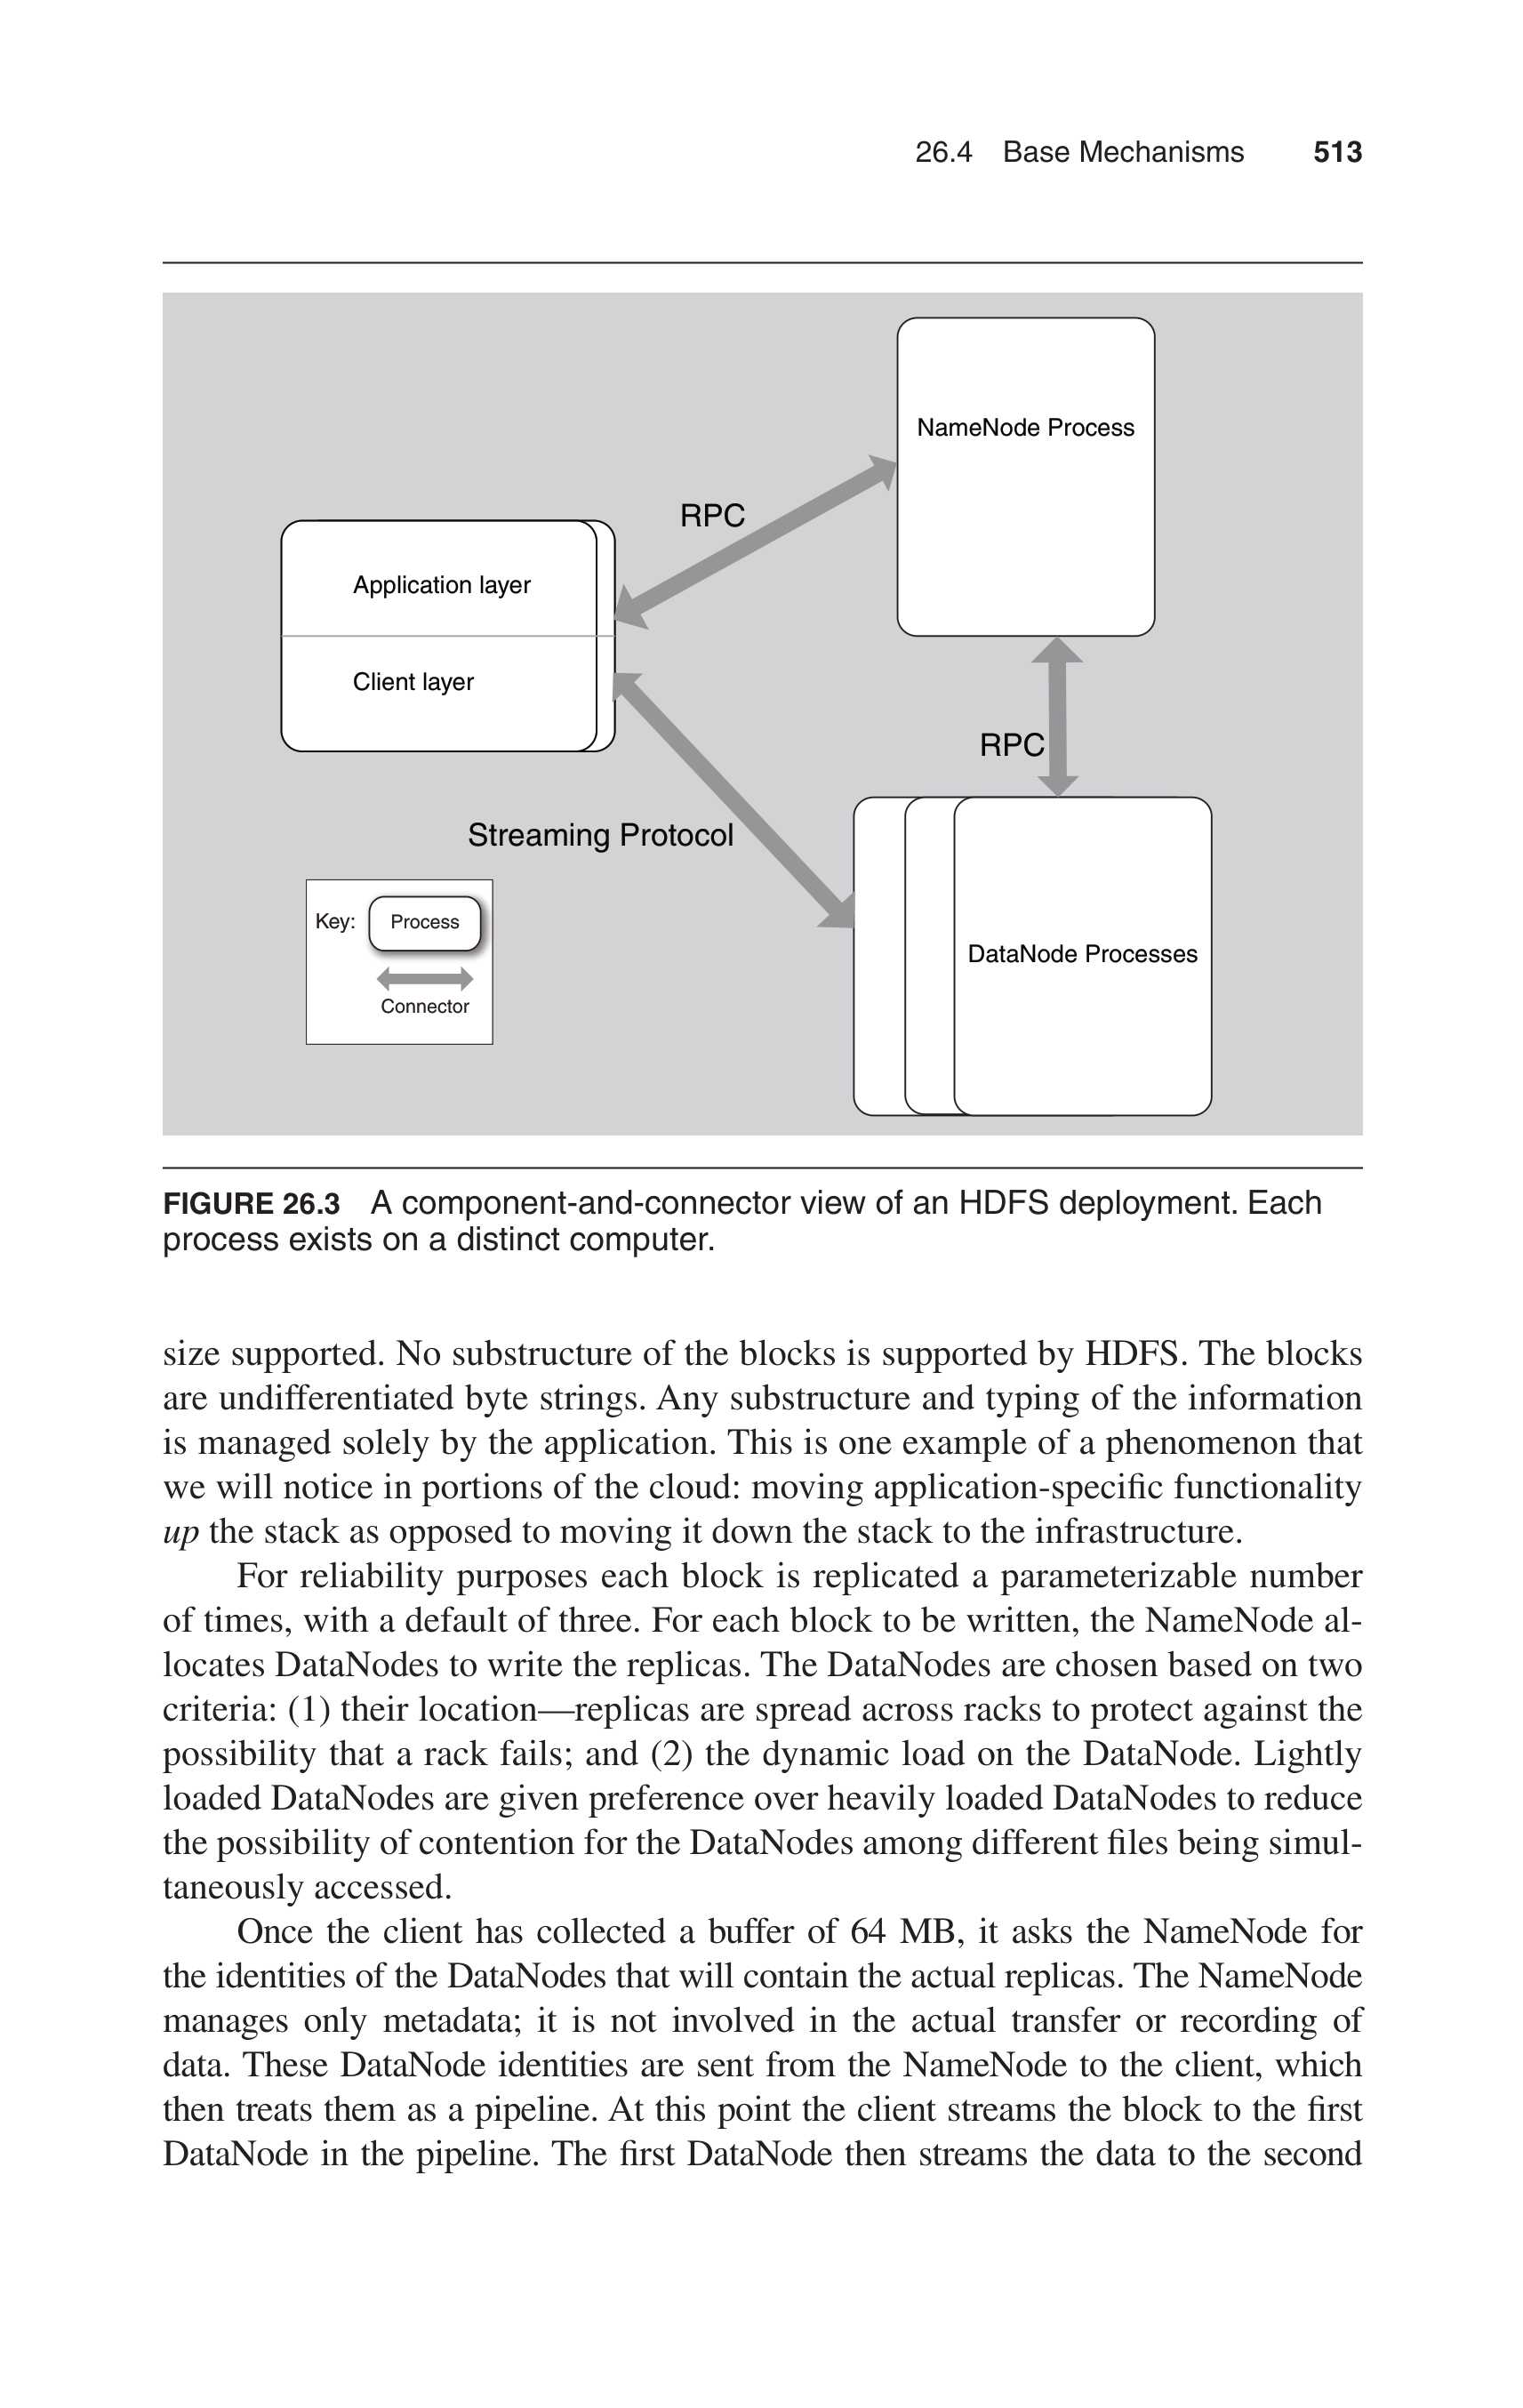 26.4 Base Mechanisms 513
NameNode Process
RPC
Application layer
Client layer
RPC
Streaming Protocol
Key: Process
Connector
DataNode Processes
FIGURE 26.3 A component-and-connector view of an HDFS deployment. Each
process exists on a distinct computer.
size supported. No substructure of the blocks is supported by HDFS. The blocks
are undifferentiated byte strings. Any substructure and typing of the information
is managed solely by the application. This is one example of a phenomenon that
we will notice in portions of the cloud: moving application-specific functionality
up the stack as opposed to moving it down the stack to the infrastructure.
For reliability purposes each block is replicated a parameterizable number
of times, with a default of three. For each block to be written, the NameNode al-
locates DataNodes to write the replicas. The DataNodes are chosen based on two
criteria: (1) their location—replicas are spread across racks to protect against the
possibility that a rack fails; and (2) the dynamic load on the DataNode. Lightly
loaded DataNodes are given preference over heavily loaded DataNodes to reduce
the possibility of contention for the DataNodes among different files being simul-
taneously accessed.
Once the client has collected a buffer of 64 MB, it asks the NameNode for
the identities of the DataNodes that will contain the actual replicas. The NameNode
manages only metadata; it is not involved in the actual transfer or recording of
data. These DataNode identities are sent from the NameNode to the client, which
then treats them as a pipeline. At this point the client streams the block to the first
DataNode in the pipeline. The first DataNode then streams the data to the second